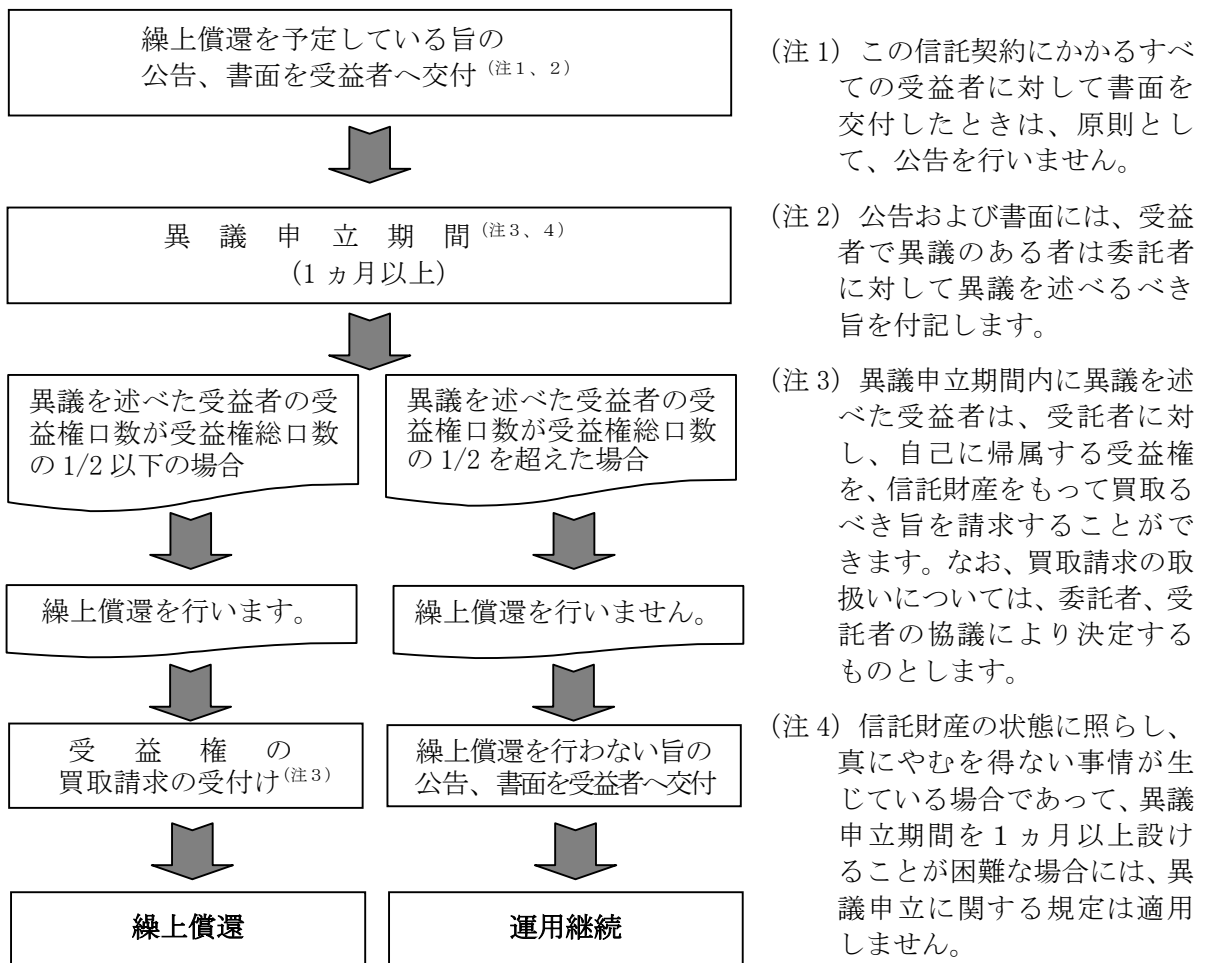 繰上償還を予定している旨の
公告、書面を受益者へ交付(注1、2)
異議申立期間(注3、4)
(1ヵ月以上)
異議を述べた受益者の受
益権口数が受益権総口数
の1/2以下の場合
異議を述べた受益者の受
益権口数が受益権総口数
の1/2を超えた場合
繰上償還を行います。
繰上償還を行いません。
受益権の
買取請求の受付け(注3)
繰上償還を行わない旨の
公告、書面を受益者へ交付
繰上償還
運用継続
(注1) この信託契約にかかるすべ
ての受益者に対して書面を
交付したときは、原則とし
て、公告を行いません。
(注2) 公告および書面には、受益
者で異議のある者は委託者
に対して異議を述べるべき
旨を付記します。
(注3) 異議申立期間内に異議を述
べた受益者は、受託者に対
し、自己に帰属する受益権
を、信託財産をもって買取る
べき旨を請求することがで
きます。なお、買取請求の取
扱いについては、委託者、受
託者の協議により決定する
ものとします。
(注4) 信託財産の状態に照らし、
真にやむを得ない事情が生
じている場合であって、異議
申立期間を1ヵ月以上設け
ることが困難な場合には、異
議申立に関する規定は適用
しません。